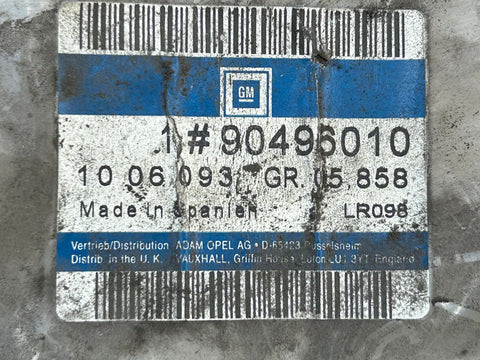 GM
1 # 90496010
10 06 093 GR. 05 858
Made in Spanien LR098
Vertrieb/Distribution ADAM OPEL AG • D-65423 Rüsselsheim
Distrib. in the U. K. VAUXHALL, Griffin House, Luton LU1 3YT England